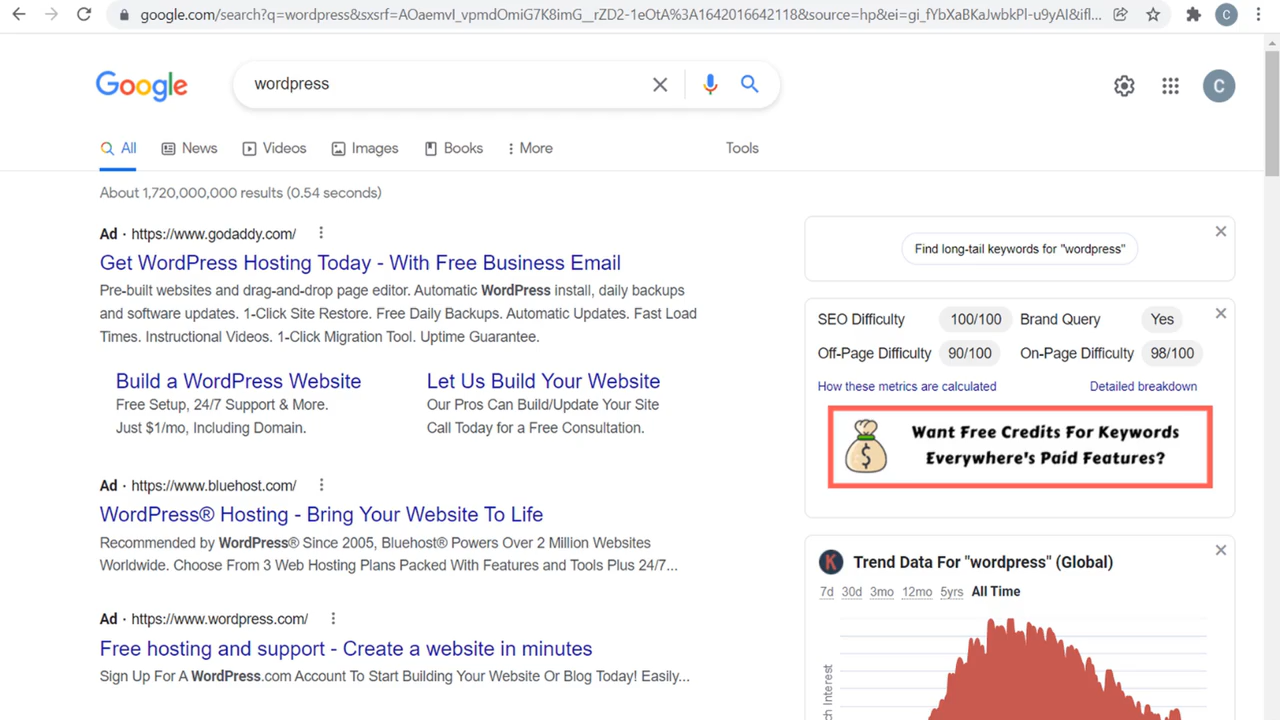 google.com/search?q=wordpress&sxsrf=AOaemvI_vpmdOmiG7K8imG__rZD2-1eOtA%3A1642016642118&source=hp&ei=gi_fYbXaBKaJwbkPl-u9yAI&ifl...
C
Google
wordpress
C
All News Videos Images Books More Tools
About 1,720,000,000 results (0.54 seconds)
Ad · https://www.godaddy.com/
Get WordPress Hosting Today - With Free Business Email
Pre-built websites and drag-and-drop page editor. Automatic WordPress install, daily backups
and software updates. 1-Click Site Restore. Free Daily Backups. Automatic Updates. Fast Load
Times. Instructional Videos. 1-Click Migration Tool. Uptime Guarantee.
Build a WordPress Website
Free Setup, 24/7 Support & More.
Just $1/mo, Including Domain.
Let Us Build Your Website
Our Pros Can Build/Update Your Site
Call Today for a Free Consultation.
Ad · https://www.bluehost.com/
WordPress® Hosting - Bring Your Website To Life
Recommended by WordPress® Since 2005, Bluehost® Powers Over 2 Million Websites
Worldwide. Choose From 3 Web Hosting Plans Packed With Features and Tools Plus 24/7...
Ad · https://www.wordpress.com/
Free hosting and support - Create a website in minutes
Sign Up For A WordPress.com Account To Start Building Your Website Or Blog Today! Easily...
Find long-tail keywords for "wordpress"
SEO Difficulty 100/100 Brand Query Yes
Off-Page Difficulty 90/100 On-Page Difficulty 98/100
How these metrics are calculated Detailed breakdown
$
Want Free Credits For Keywords
Everywhere's Paid Features?
K
Trend Data For "wordpress" (Global)
7d 30d 3mo 12mo 5yrs All Time
ch Interest